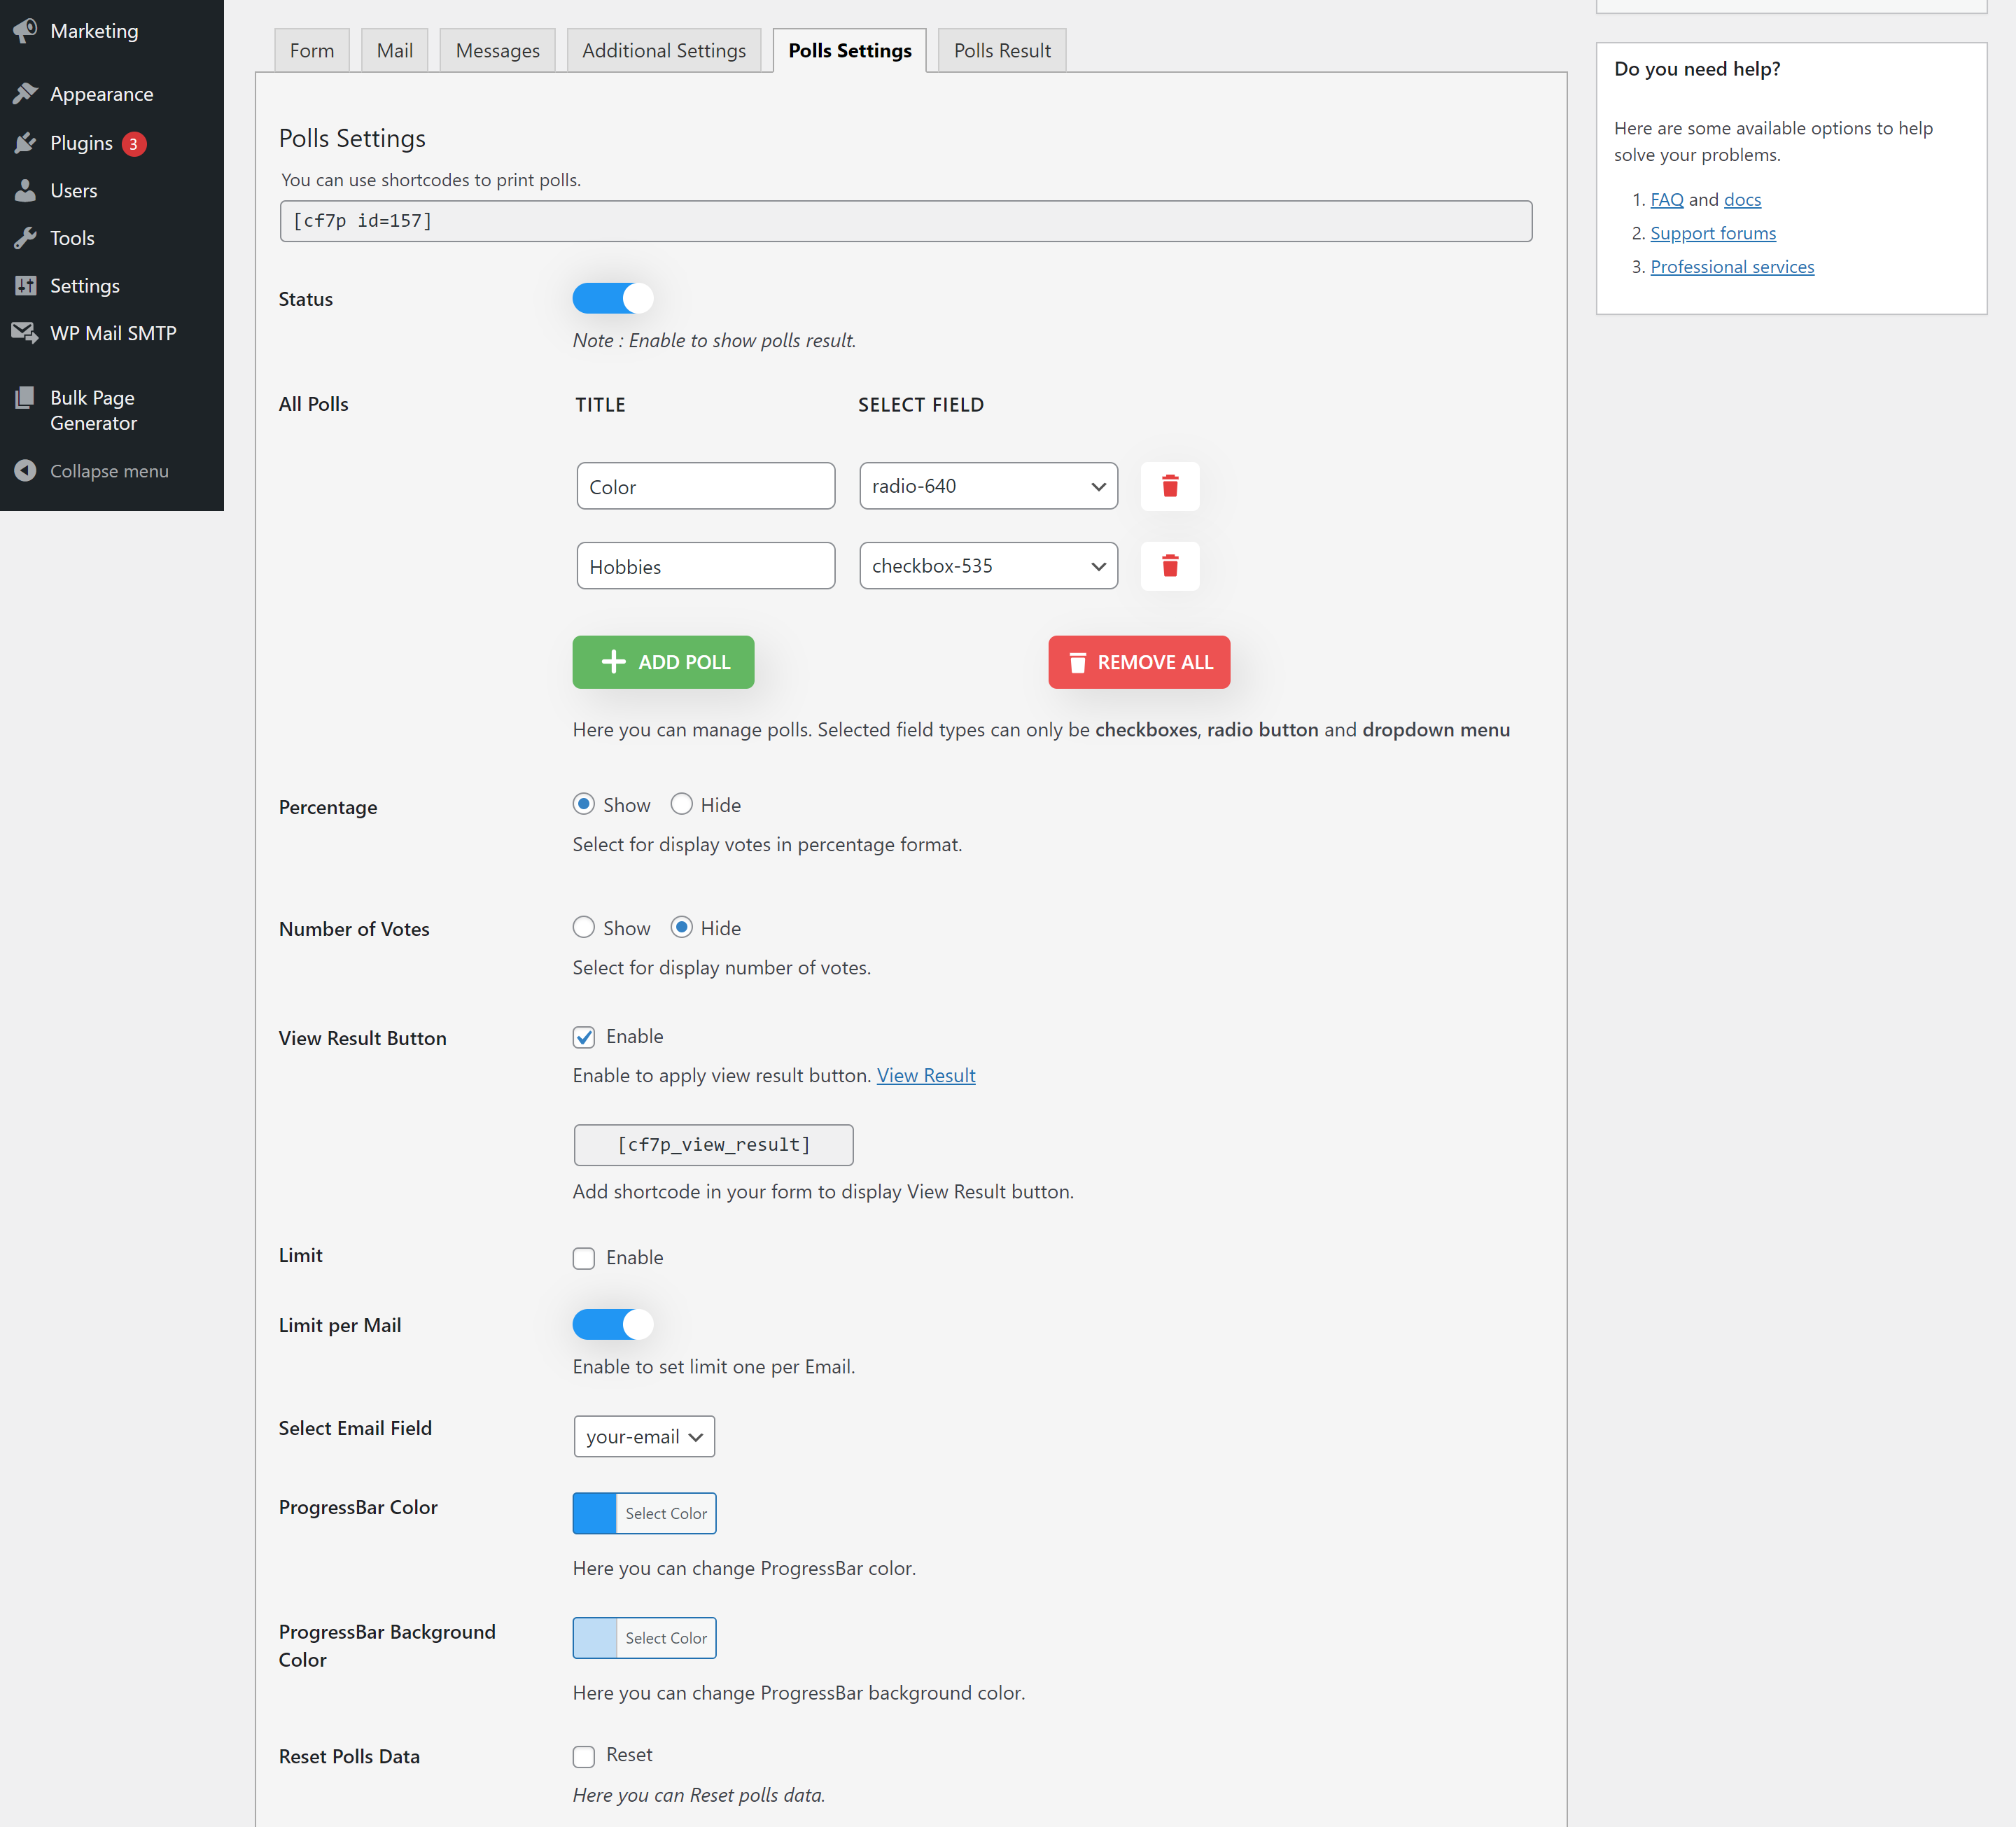 Marketing
Appearance
Plugins 3
Users
Tools
Settings
WP Mail SMTP
Bulk Page
Generator
Collapse menu
Form Mail Messages Additional Settings Polls Settings Polls Result
Polls Settings
You can use shortcodes to print polls.
[cf7p id=157]
Status
Note : Enable to show polls result.
All Polls TITLE SELECT FIELD
Color radio-640
Hobbies checkbox-535
ADD POLL REMOVE ALL
Here you can manage polls. Selected field types can only be checkboxes, radio button and dropdown menu
Percentage Show Hide
Select for display votes in percentage format.
Number of Votes Show Hide
Select for display number of votes.
View Result Button Enable
Enable to apply view result button. View Result
[cf7p_view_result]
Add shortcode in your form to display View Result button.
Limit Enable
Limit per Mail
Enable to set limit one per Email.
Select Email Field your-email
ProgressBar Color Select Color
Here you can change ProgressBar color.
ProgressBar Background
Color
Select Color
Here you can change ProgressBar background color.
Reset Polls Data Reset
Here you can Reset polls data.
Do you need help?
Here are some available options to help
solve your problems.
1. FAQ and docs
2. Support forums
3. Professional services